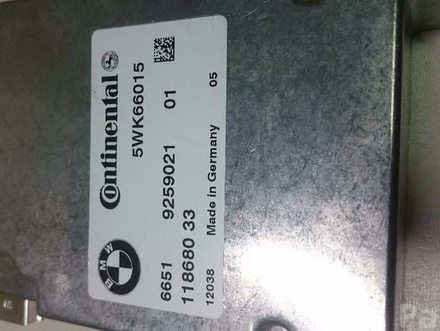 Continental
5WK66015
BMW
6651 9259021 01
118680 33
12038 Made in Germany 05